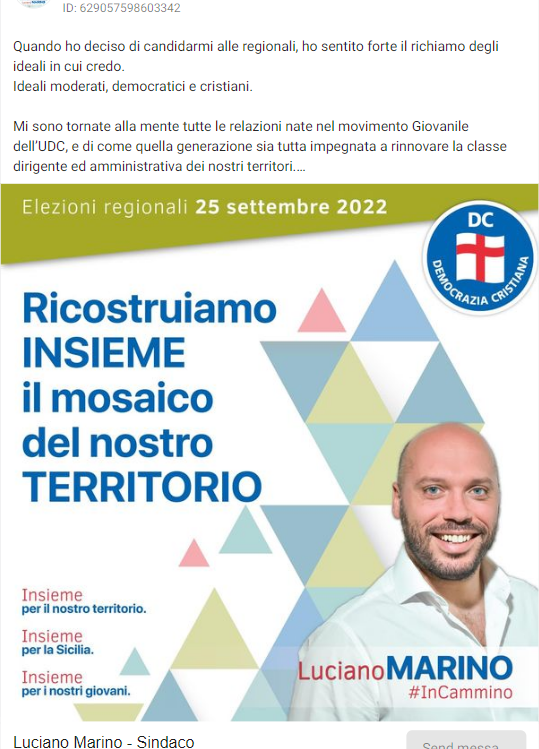 MARINO
ID: 629057598603342
Quando ho deciso di candidarmi alle regionali, ho sentito forte il richiamo degli
ideali in cui credo.
Ideali moderati, democratici e cristiani.
Mi sono tornate alla mente tutte le relazioni nate nel movimento Giovanile
dell'UDC, e di come quella generazione sia tutta impegnata a rinnovare la classe
dirigente ed amministrativa dei nostri territori....
Elezioni regionali 25 settembre 2022
DC
DEMOCRAZIA CRISTIANA
Ricostruiamo
INSIEME
il mosaico
del nostro
TERRITORIO
Insieme
per il nostro territorio.
Insieme
per la Sicilia.
Insieme
per i nostri giovani.
LucianoMARINO
#InCammino
Luciano Marino - Sindaco
Send messa